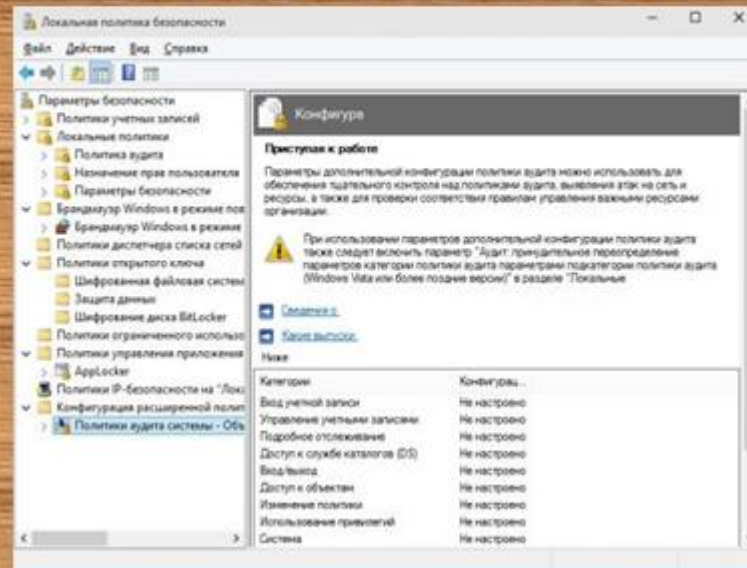 Локальная политика безопасности
Файл Действие Вид Справка
Параметры безопасности
Политики учетных записей
Локальные политики
Политика аудита
Назначение прав пользователя
Параметры безопасности
Брандмауэр Windows в режиме пов
Брандмауэр Windows в режиме
Политики диспетчера списка сетей
Политики открытого ключа
Шифрованная файловая систем
Защита данных
Шифрование диска BitLocker
Политики ограниченного использо
Политики управления приложения
AppLocker
Политики IP-безопасности на "Лока
Конфигурация расширенной полит
Политики аудита системы - Объ
Конфигура
Приступая к работе
Параметры дополнительной конфигурации политики аудита можно использовать для
обеспечения тщательного контроля над политиками аудита, выявления атак на сеть и
ресурсы, а также для проверки соответствия правилам управления важными ресурсами
организации.
При использовании параметров дополнительной конфигурации политики аудита
также следует включить параметр "Аудит: принудительное переопределение
параметров категории политики аудита параметрами подкатегории политики аудита
(Windows Vista или более поздние версии)" в разделе "Локальные
Сведения о.
Какие выпуски.
Ниже
Категории Конфигурац...
Вход учетной записи Не настроено
Управление учетными записями Не настроено
Подробное отслеживание Не настроено
Доступ к службе каталогов (DS) Не настроено
Вход/выход Не настроено
Доступ к объектам Не настроено
Изменение политики Не настроено
Использование привилегий Не настроено
Система Не настроено